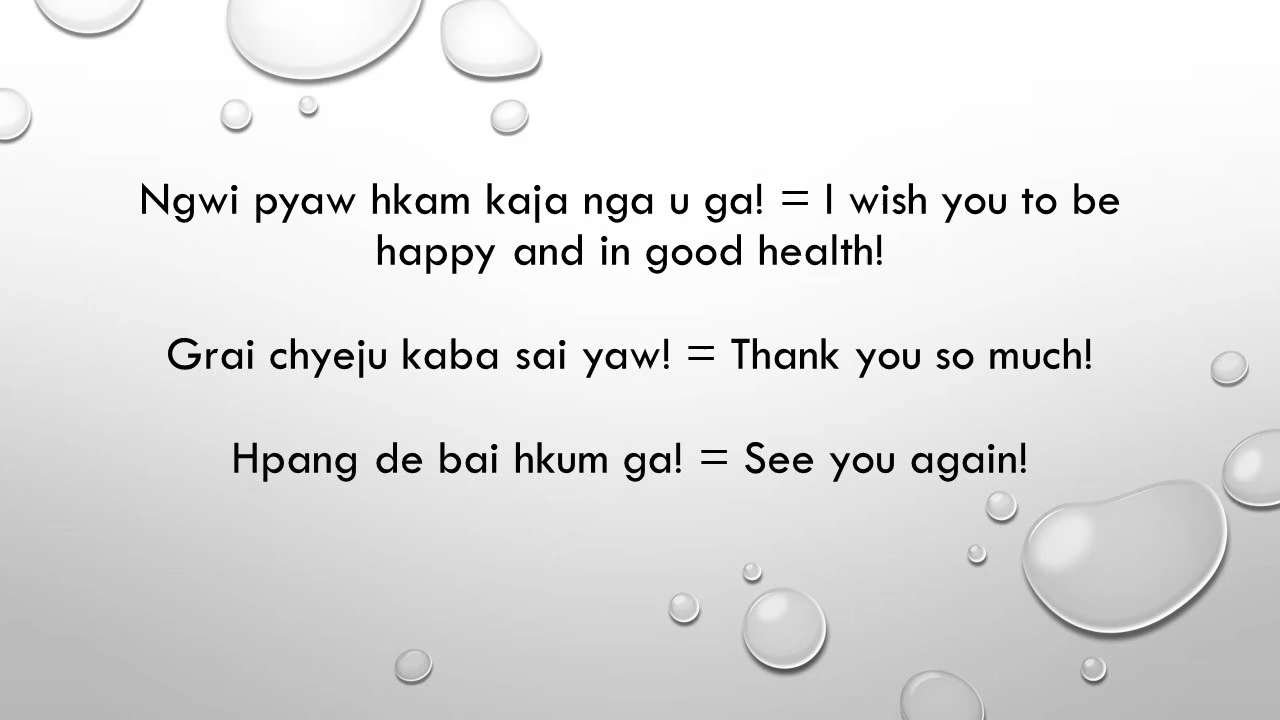 Ngwi pyaw hkam kaja nga u ga! = I wish you to be
happy and in good health!
Grai chyeju kaba sai yaw! = Thank you so much!
Hpang de bai hkum ga! = See you again!